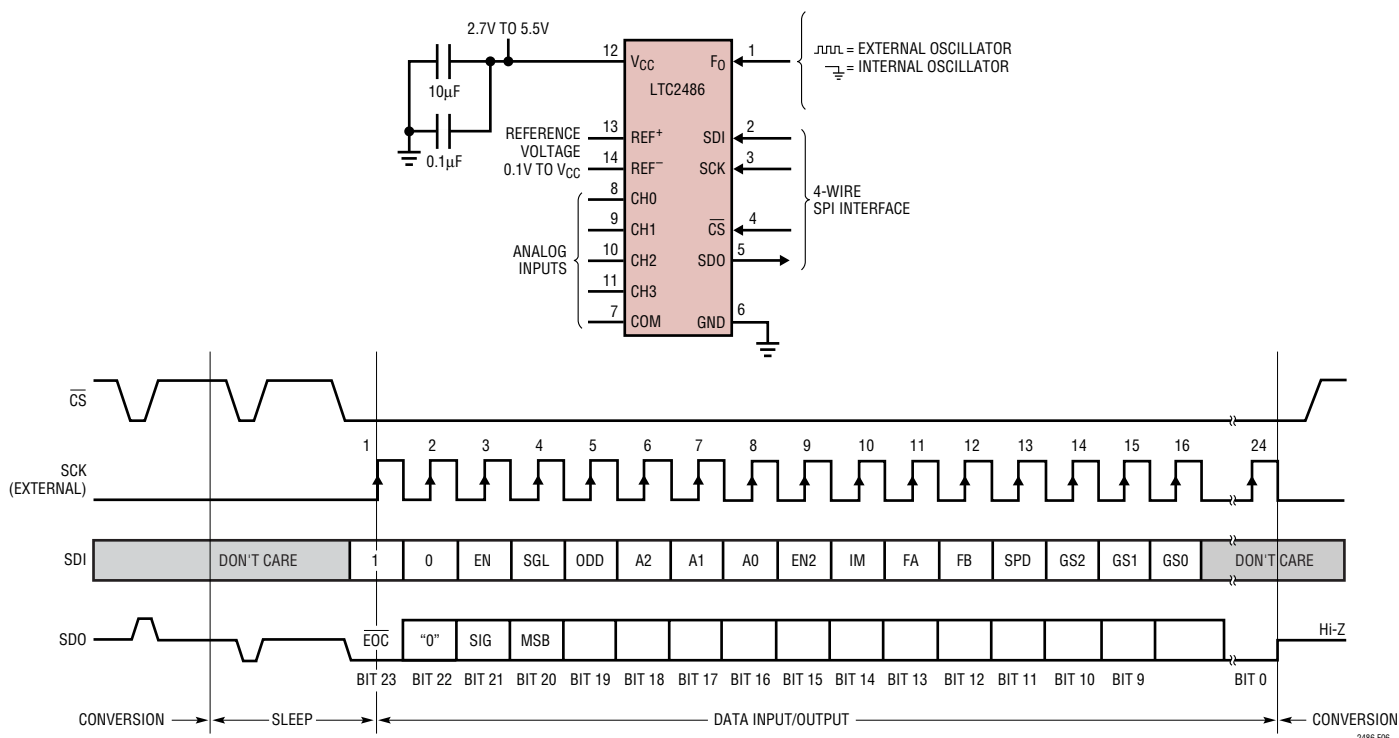 2.7V TO 5.5V
10µF
0.1µF
REFERENCE
VOLTAGE
0.1V TO VCC
ANALOG
INPUTS
12
13
14
8
9
10
11
7
VCC
FO
LTC2486
REF+
SDI
REF–
SCK
CH0
CH1
CS
CH2
SDO
CH3
COM
GND
1
2
3
4
5
6
= EXTERNAL OSCILLATOR
= INTERNAL OSCILLATOR
4-WIRE
SPI INTERFACE
CS
1 2 3 4 5 6 7 8 9 10 11 12 13 14 15 16 24
SCK
(EXTERNAL)
SDI DON'T CARE 1 0 EN SGL ODD A2 A1 A0 EN2 IM FA FB SPD GS2 GS1 GS0 DON'T CARE
SDO EOC "0" SIG MSB Hi-Z
BIT 23 BIT 22 BIT 21 BIT 20 BIT 19 BIT 18 BIT 17 BIT 16 BIT 15 BIT 14 BIT 13 BIT 12 BIT 11 BIT 10 BIT 9 BIT 0
CONVERSION SLEEP DATA INPUT/OUTPUT CONVERSION
2486 F06